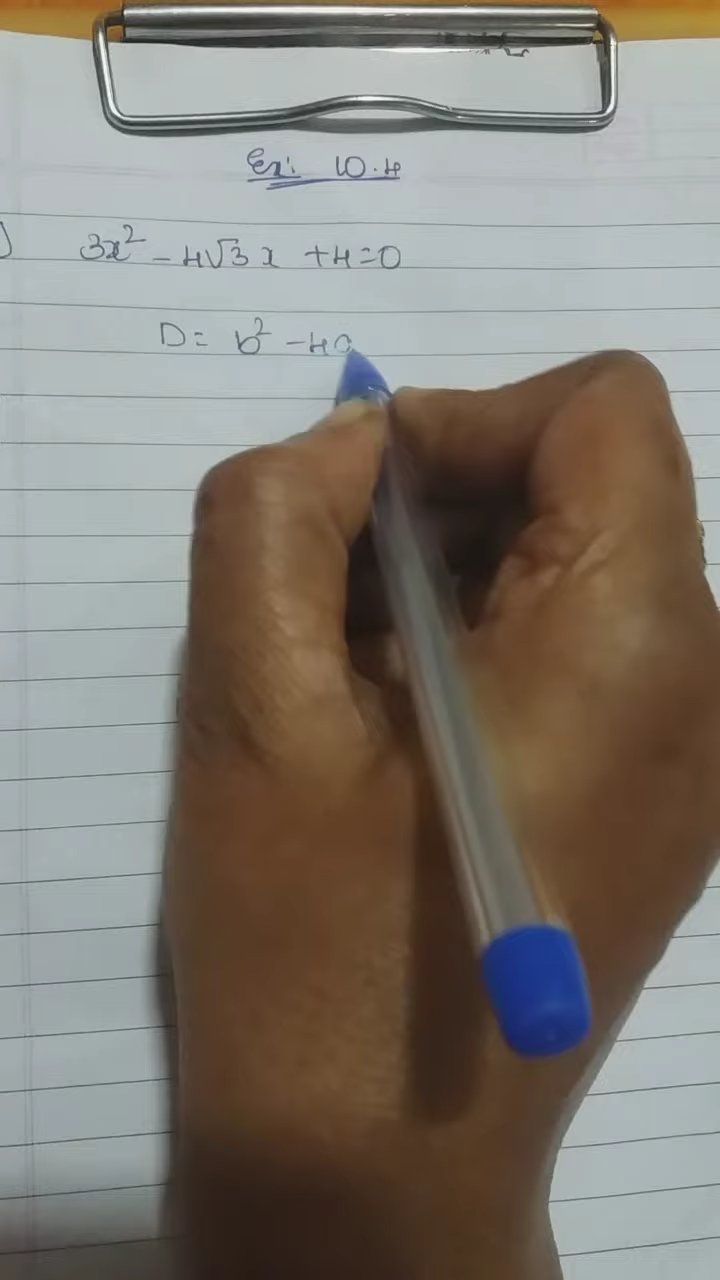 Ex: 10.4
) 3x² - 4√3 x + 4 = 0
D = b² - 4a